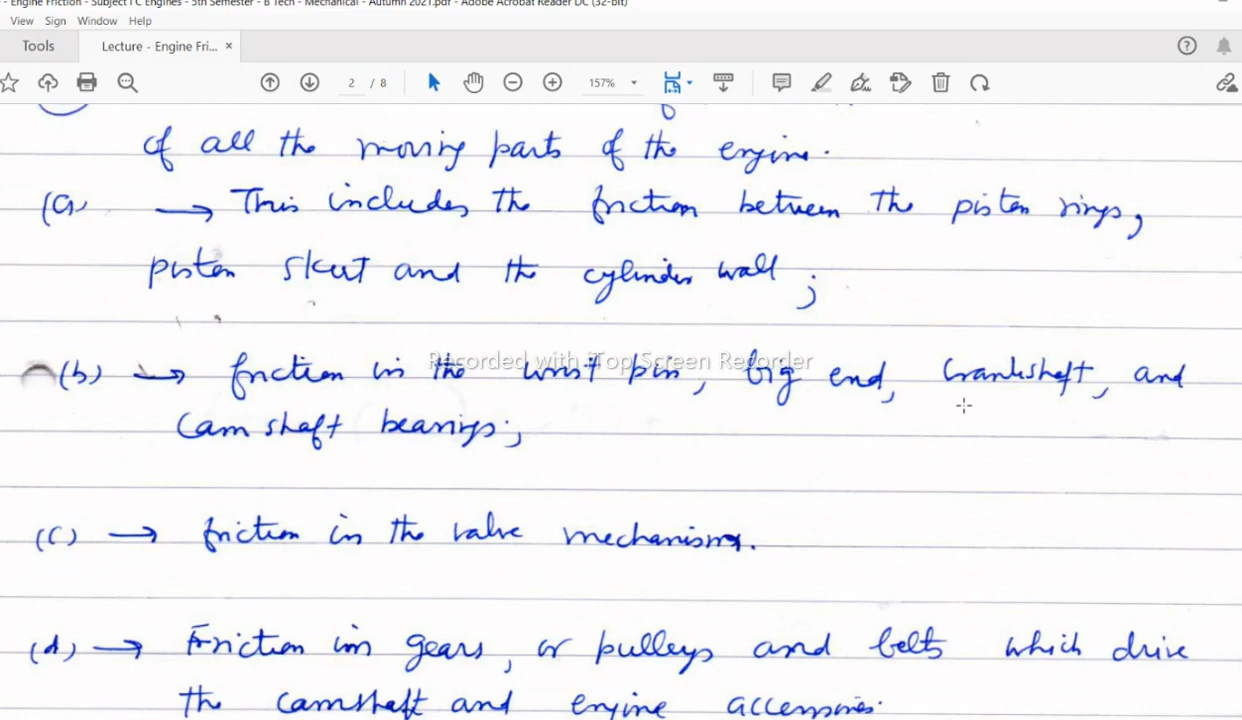 - Engine Friction - Subject I C Engines - 5th Semester - B Tech - Mechanical - Autumn 2021.pdf - Adobe Acrobat Reader DC (32-bit)
View Sign Window Help
Tools Lecture - Engine Fri... ×
2 / 8 157%
of all the moving parts of the engine.
(a) → This includes the friction between the piston rings,
piston skirt and the cylinder wall ;
Recorded with iTop Screen Recorder
(b) → friction in the wrist pin, big end, crankshaft, and
camshaft bearings;
(c) → friction in the valve mechanism.
(d) → Friction in gears, or pulleys and belts which drive
the camshaft and engine accessories.